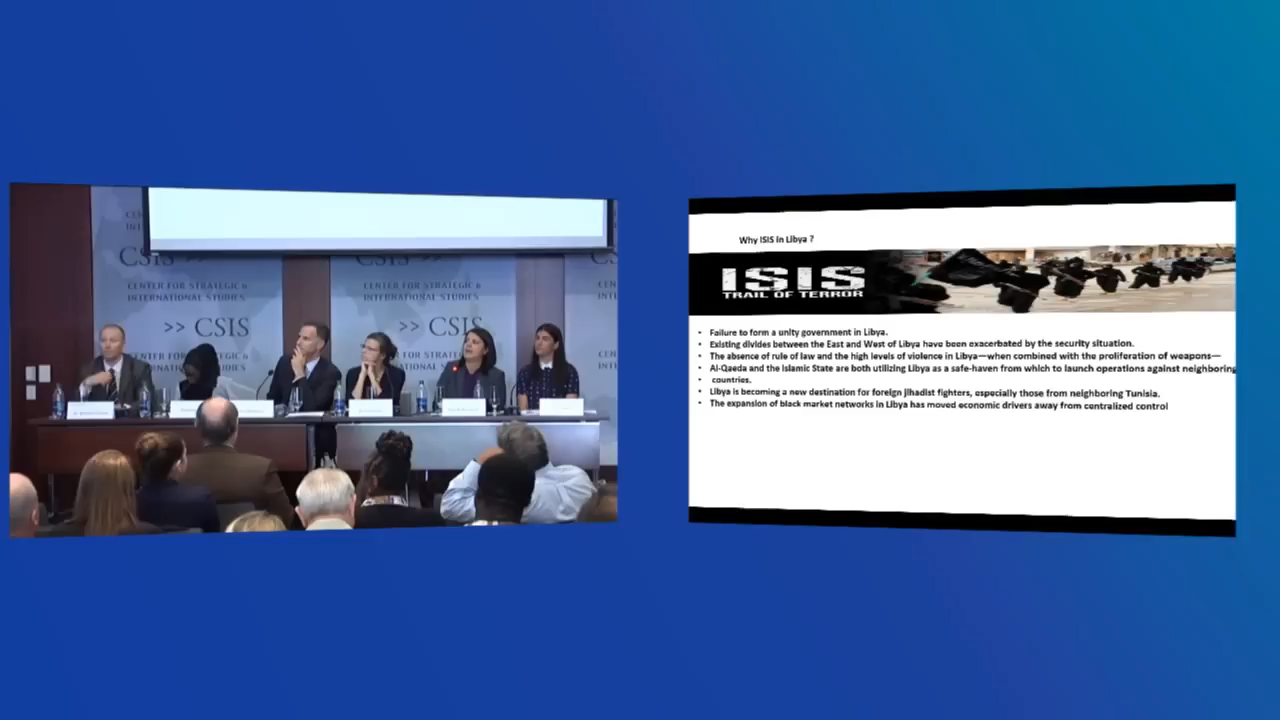 CSIS
CENTER FOR STRATEGIC &
INTERNATIONAL STUDIES
>> CSIS
CENTER FOR STRATEGIC &
INTERNATIONAL STUDIES
>> CSIS
Why ISIS in Libya ?
ISIS
TRAIL OF TERROR
• Failure to form a unity government in Libya.
• Existing divides between the East and West of Libya have been exacerbated by the security situation.
• The absence of rule of law and the high levels of violence in Libya—when combined with the proliferation of weapons—
• Al-Qaeda and the Islamic State are both utilizing Libya as a safe-haven from which to launch operations against neighboring
• countries.
• Libya is becoming a new destination for foreign jihadist fighters, especially those from neighboring Tunisia.
• The expansion of black market networks in Libya has moved economic drivers away from centralized control